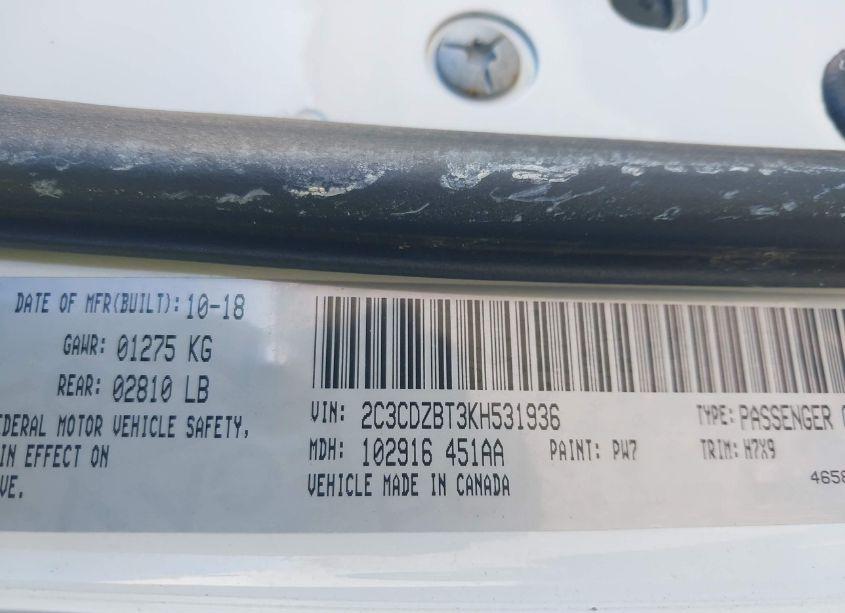 DATE OF MFR(BUILT): 10-18
GAWR: 01275 KG
REAR: 02810 LB
FEDERAL MOTOR VEHICLE SAFETY,
IN EFFECT ON
VE.
VIN: 2C3CDZBT3KH531936
TYPE: PASSENGER
MDH: 102916 451AA
PAINT: PW7
TRIM: H7X9
VEHICLE MADE IN CANADA
4658